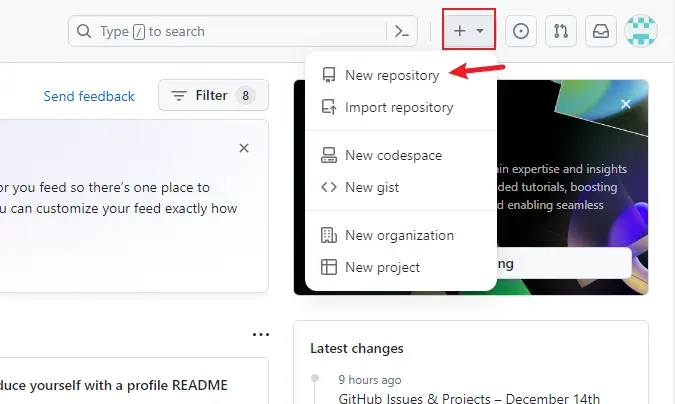 Type / to search
New repository
Import repository
New codespace
New gist
New organization
New project
Send feedback
Filter 8
or you feed so there's one place to
u can customize your feed exactly how
in expertise and insights
ded tutorials, boosting
d enabling seamless
ng
duce yourself with a profile README
Latest changes
9 hours ago
GitHub Issues & Projects – December 14th